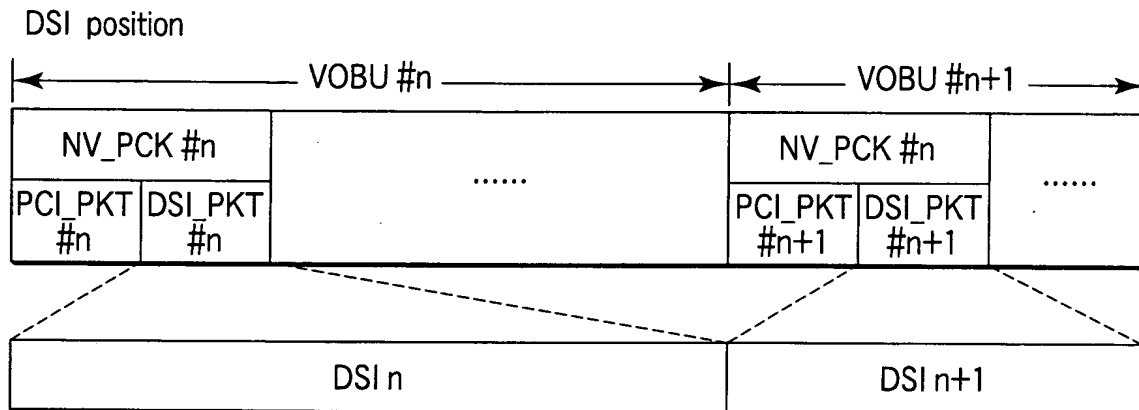 DSI position
VOBU #n
VOBU #n+1
NV_PCK #n
......
NV_PCK #n
......
PCI_PKT
#n
DSI_PKT
#n
PCI_PKT
#n+1
DSI_PKT
#n+1
DSI n
DSI n+1